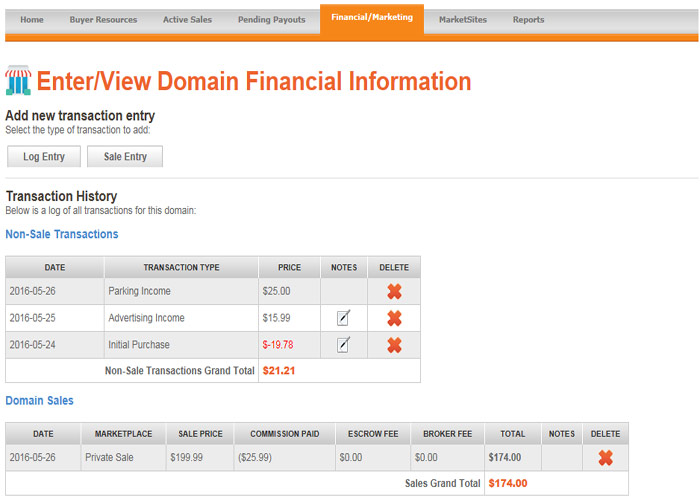 Home Buyer Resources Active Sales Pending Payouts Financial/Marketing MarketSites Reports
Enter/View Domain Financial Information
Add new transaction entry
Select the type of transaction to add:
Log Entry Sale Entry
Transaction History
Below is a log of all transactions for this domain:
Non-Sale Transactions
DATE TRANSACTION TYPE PRICE NOTES DELETE
2016-05-26 Parking Income $25.00
2016-05-25 Advertising Income $15.99
2016-05-24 Initial Purchase $-19.78
Non-Sale Transactions Grand Total $21.21
Domain Sales
DATE MARKETPLACE SALE PRICE COMMISSION PAID ESCROW FEE BROKER FEE TOTAL NOTES DELETE
2016-05-26 Private Sale $199.99 ($25.99) $0.00 $0.00 $174.00
Sales Grand Total $174.00